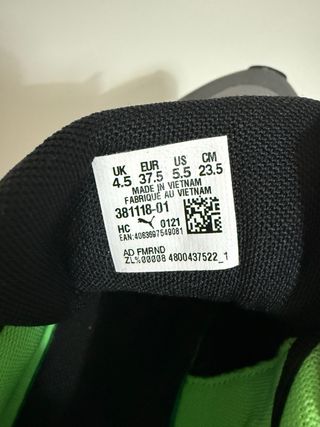 UK EUR US CM
4.5 37.5 5.5 23.5
MADE IN VIETNAM
FABRIQUÉ AU VIETNAM
381118-01
HC 0121
EAN:4063697549081
AD FMRND
ZL%00008 4800437522_1